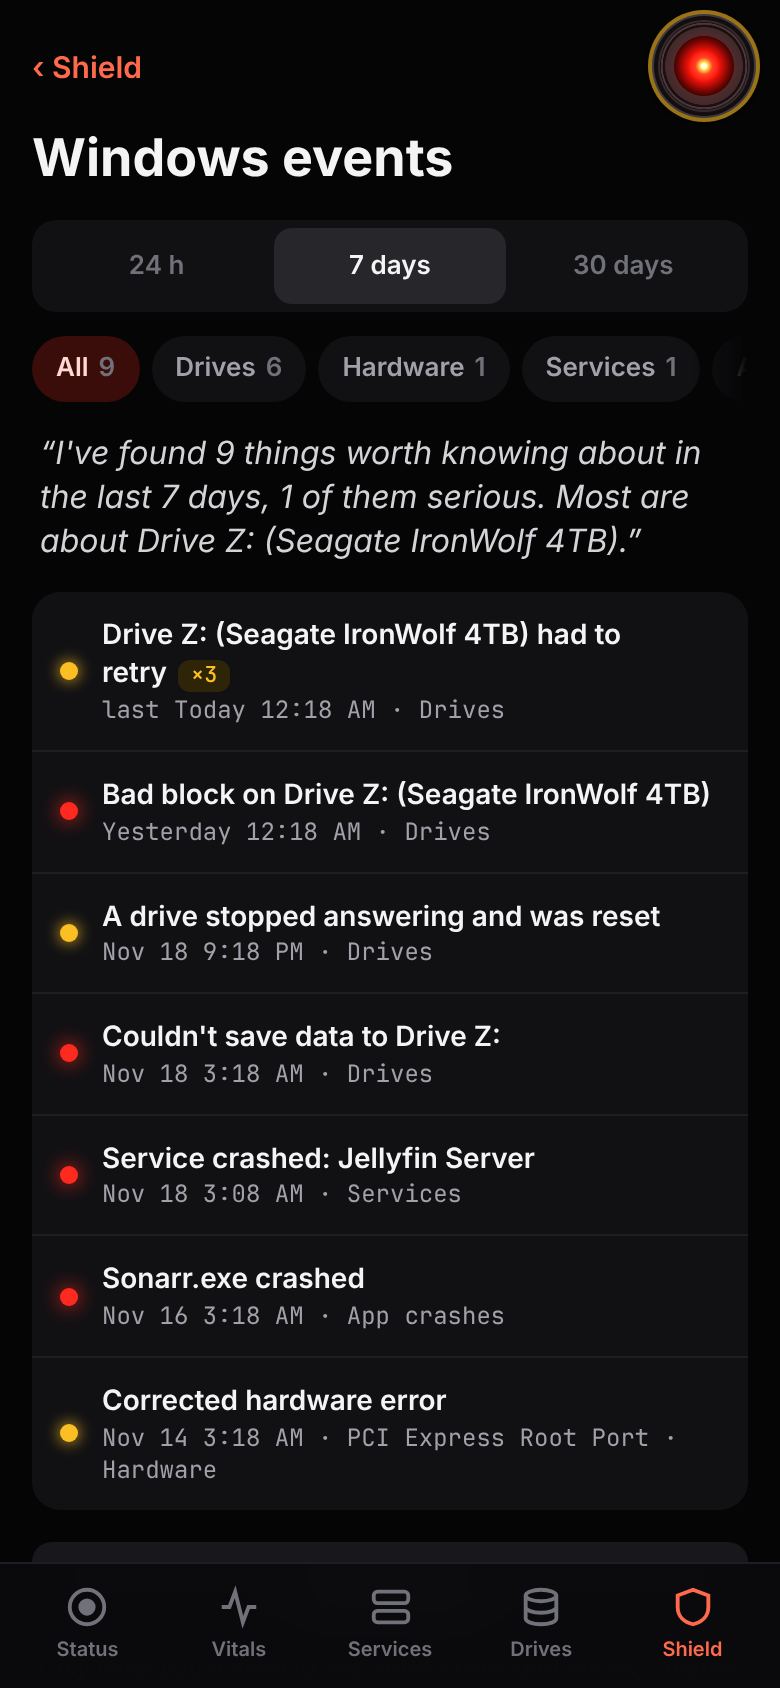 ‹ Shield
Windows events
24 h 7 days 30 days
All 9 Drives 6 Hardware 1 Services 1
“I've found 9 things worth knowing about in
the last 7 days, 1 of them serious. Most are
about Drive Z: (Seagate IronWolf 4TB).”
Drive Z: (Seagate IronWolf 4TB) had to
retry ×3
last Today 12:18 AM · Drives
Bad block on Drive Z: (Seagate IronWolf 4TB)
Yesterday 12:18 AM · Drives
A drive stopped answering and was reset
Nov 18 9:18 PM · Drives
Couldn't save data to Drive Z:
Nov 18 3:18 AM · Drives
Service crashed: Jellyfin Server
Nov 18 3:08 AM · Services
Sonarr.exe crashed
Nov 16 3:18 AM · App crashes
Corrected hardware error
Nov 14 3:18 AM · PCI Express Root Port ·
Hardware
Status Vitals Services Drives Shield